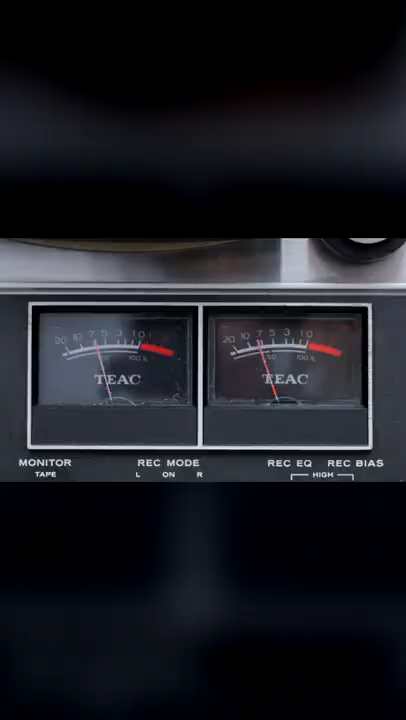 20 10 7 5 3 1 0
100 %
TEAC
20 10 7 5 3 1 0
50 100 %
TEAC
MONITOR REC MODE REC EQ REC BIAS
TAPE L ON R HIGH